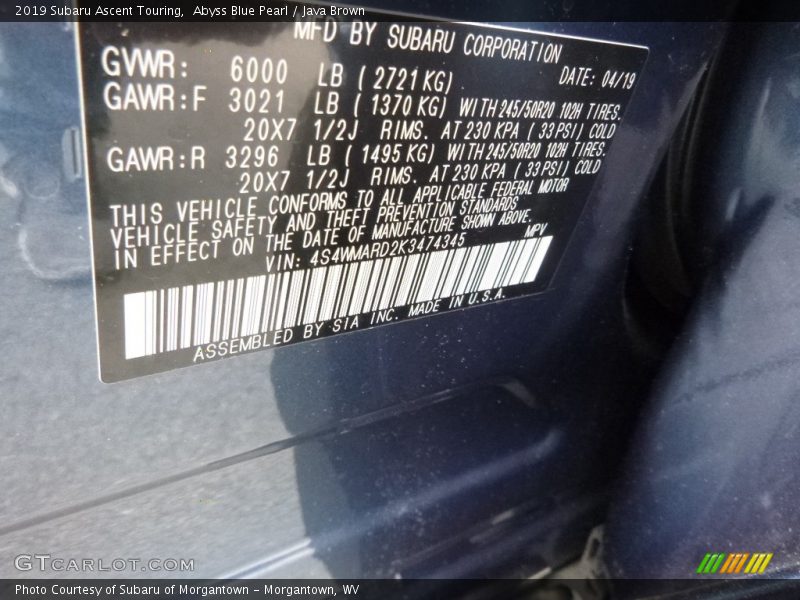 2019 Subaru Ascent Touring, Abyss Blue Pearl / Java Brown
MFD BY SUBARU CORPORATION
GVWR: 6000 LB (2721 KG) DATE: 04/19
GAWR:F 3021 LB (1370 KG) WITH 245/50R20 102H TIRES.
20X7 1/2J RIMS. AT 230 KPA (33 PSI) COLD
GAWR:R 3296 LB (1495 KG) WITH 245/50R20 102H TIRES.
20X7 1/2J RIMS. AT 230 KPA (33 PSI) COLD
THIS VEHICLE CONFORMS TO ALL APPLICABLE FEDERAL MOTOR
VEHICLE SAFETY AND THEFT PREVENTION STANDARDS
IN EFFECT ON THE DATE OF MANUFACTURE SHOWN ABOVE.
VIN: 4S4WMARD2K3474345 MPV
ASSEMBLED BY SIA INC. MADE IN U.S.A.
GTCARLOT.COM
Photo Courtesy of Subaru of Morgantown - Morgantown, WV